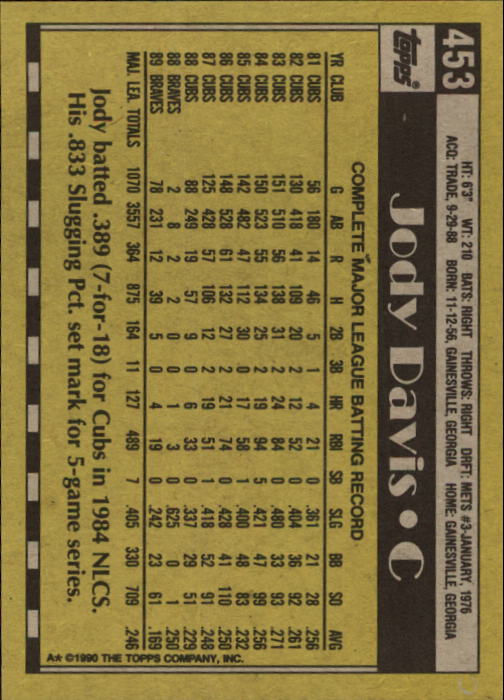 453
topps
HT: 6'3" WT: 210 BATS: RIGHT THROWS: RIGHT DRFT: METS #3-JANUARY, 1976
ACQ: TRADE, 9-29-88 BORN: 11-12-56, GAINESVILLE, GEORGIA HOME: GAINESVILLE, GEORGIA
Jody Davis • C
COMPLETE MAJOR LEAGUE BATTING RECORD
YR CLUB G AB R H 2B 3B HR RBI SB SLG BB SO AVG
81 CUBS 56 180 14 46 5 1 4 21 0 .361 21 28 .256
82 CUBS 130 418 41 109 20 2 12 52 0 .404 36 92 .261
83 CUBS 151 510 56 138 31 2 24 84 0 .480 33 93 .271
84 CUBS 150 523 55 134 25 2 19 94 5 .421 47 99 .256
85 CUBS 142 482 47 112 30 0 17 58 1 .400 48 83 .232
86 CUBS 148 528 61 132 27 2 21 74 0 .428 41 110 .250
87 CUBS 125 428 57 106 12 2 19 51 1 .418 52 91 .248
88 CUBS 88 249 19 57 9 0 6 33 0 .337 29 51 .229
88 BRAVES 2 8 2 2 0 0 1 3 0 .625 0 1 .250
89 BRAVES 78 231 12 39 5 0 4 19 0 .242 23 61 .169
MAJ. LEA. TOTALS 1070 3557 364 875 164 11 127 489 7 .405 330 709 .246
Jody batted .389 (7-for-18) for Cubs in 1984 NLCS.
His .833 Slugging Pct. set mark for 5-game series.
A★ ©1990 THE TOPPS COMPANY, INC.